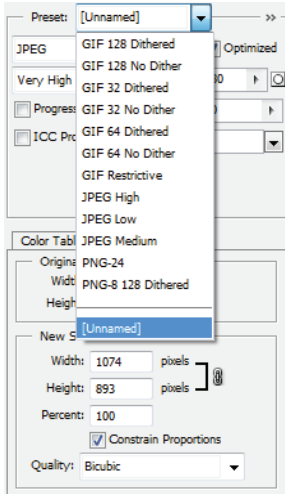 Preset: [Unnamed]
JPEG Optimized
Very High 0
Progress
ICC Pro
GIF 128 Dithered
GIF 128 No Dither
GIF 32 Dithered
GIF 32 No Dither
GIF 64 Dithered
GIF 64 No Dither
GIF Restrictive
JPEG High
JPEG Low
JPEG Medium
PNG-24
PNG-8 128 Dithered
[Unnamed]
Color Tabl
Origina
Widt
Heigh
New S
Width: 1074 pixels
Height: 893 pixels
Percent: 100
Constrain Proportions
Quality: Bicubic